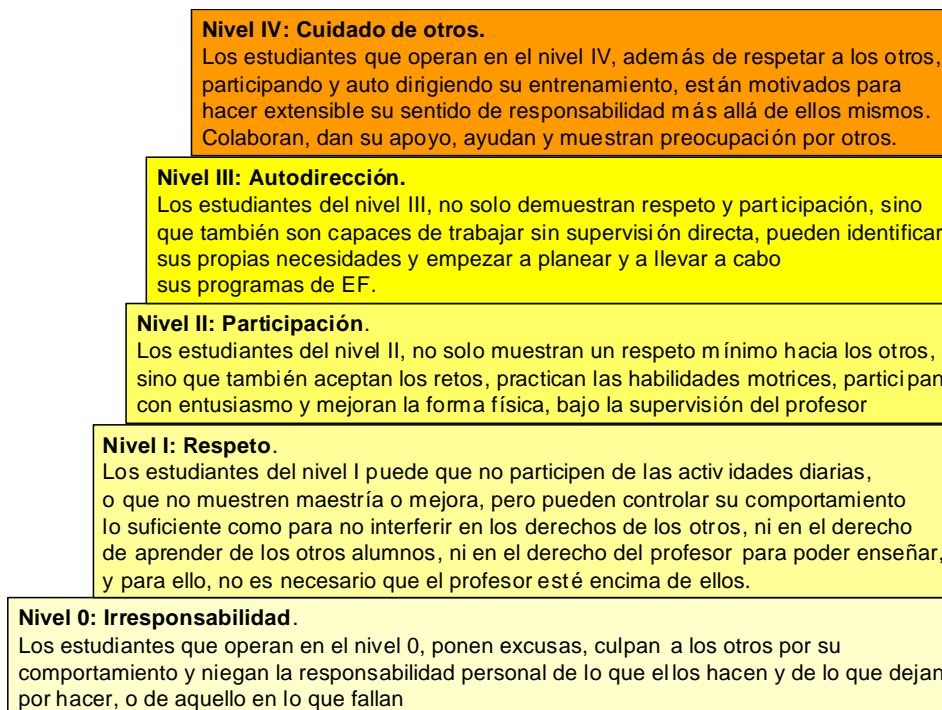 Nivel IV: Cuidado de otros.
Los estudiantes que operan en el nivel IV, además de respetar a los otros,
participando y auto dirigiendo su entrenamiento, están motivados para
hacer extensible su sentido de responsabilidad más allá de ellos mismos.
Colaboran, dan su apoyo, ayudan y muestran preocupación por otros.
Nivel III: Autodirección.
Los estudiantes del nivel III, no solo demuestran respeto y participación, sino
que también son capaces de trabajar sin supervisión directa, pueden identificar
sus propias necesidades y empezar a planear y a llevar a cabo
sus programas de EF.
Nivel II: Participación.
Los estudiantes del nivel II, no solo muestran un respeto mínimo hacia los otros,
sino que también aceptan los retos, practican las habilidades motrices, participan
con entusiasmo y mejoran la forma física, bajo la supervisión del profesor
Nivel I: Respeto.
Los estudiantes del nivel I puede que no participen de las actividades diarias,
o que no muestren maestría o mejora, pero pueden controlar su comportamiento
lo suficiente como para no interferir en los derechos de los otros, ni en el derecho
de aprender de los otros alumnos, ni en el derecho del profesor para poder enseñar,
y para ello, no es necesario que el profesor esté encima de ellos.
Nivel 0: Irresponsabilidad.
Los estudiantes que operan en el nivel 0, ponen excusas, culpan a los otros por su
comportamiento y niegan la responsabilidad personal de lo que ellos hacen y de lo que dejan
por hacer, o de aquello en lo que fallan